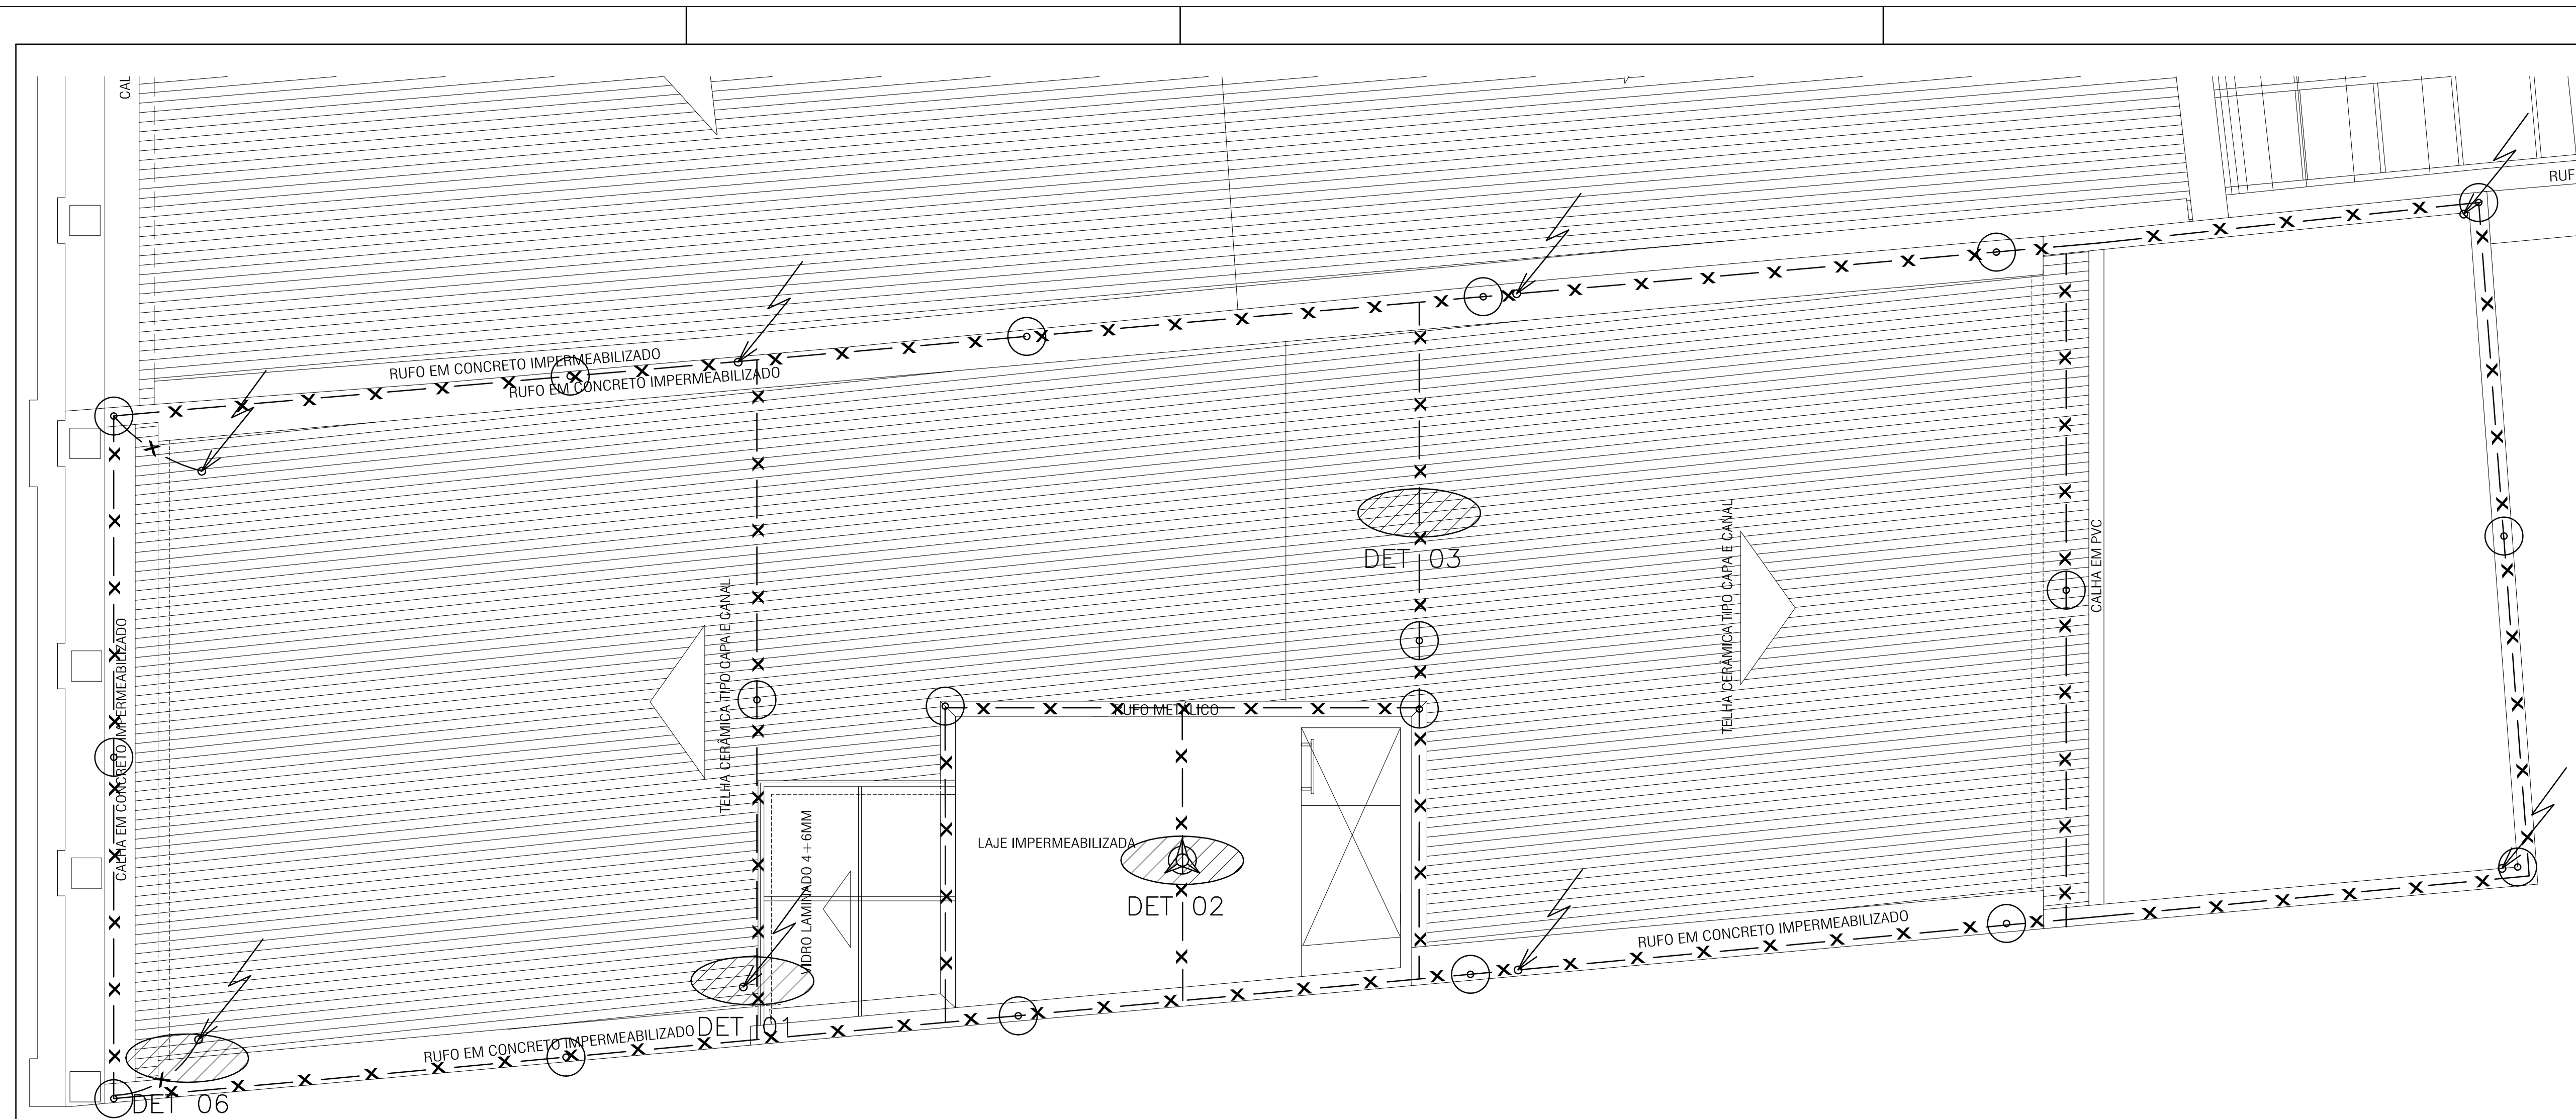 CAL
RUF
RUFO EM CONCRETO IMPERMEABILIZADO
RUFO EM CONCRETO IMPERMEABILIZADO
DET 03
TELHA CERÂMICA TIPO CAPA E CANAL
CALHA EM PVC
TELHA CERÂMICA TIPO CAPA E CANAL
CALHA EM CONCRETO IMPERMEABILIZADO
RUFO METÁLICO
VIDRO LAMINADO 4+6MM
LAJE IMPERMEABILIZADA
DET 02
RUFO EM CONCRETO IMPERMEABILIZADO
DET 01
RUFO EM CONCRETO IMPERMEABILIZADO
DET 06